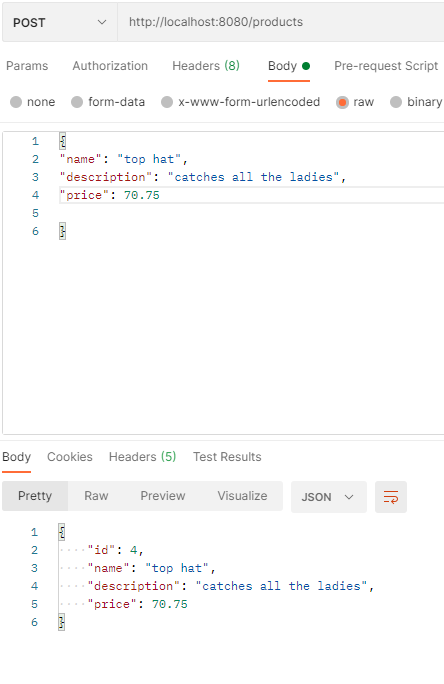 POST http://localhost:8080/products
Params Authorization Headers (8) Body Pre-request Script
none form-data x-www-form-urlencoded raw binary
1 {
2 "name": "top hat",
3 "description": "catches all the ladies",
4 "price": 70.75
5
6 }
Body Cookies Headers (5) Test Results
Pretty Raw Preview Visualize JSON
1 {
2 "id": 4,
3 "name": "top hat",
4 "description": "catches all the ladies",
5 "price": 70.75
6 }